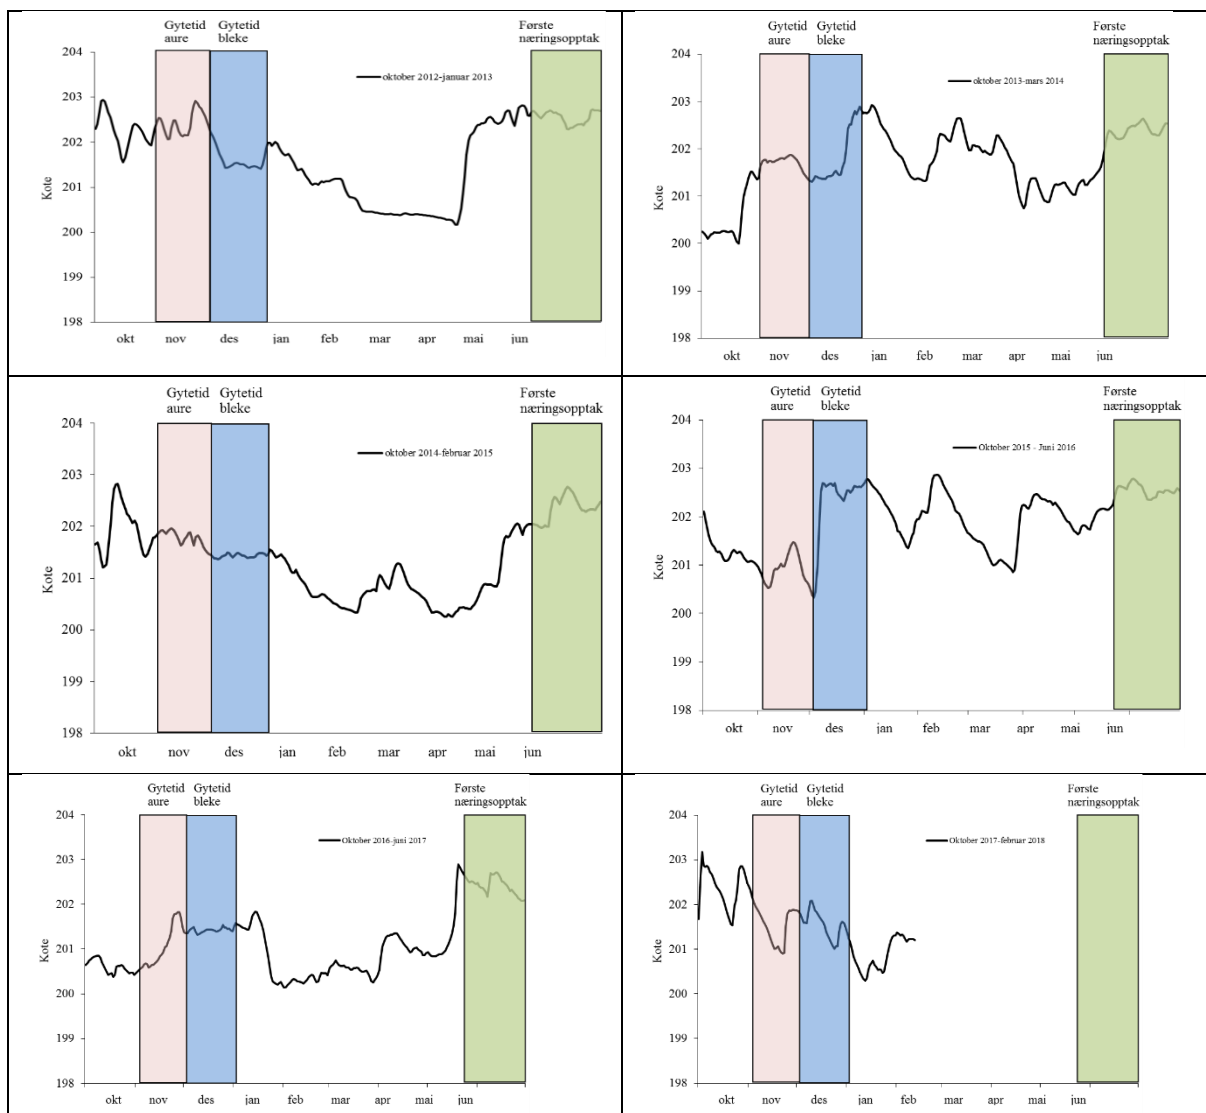 Gytetid
aure
Gytetid
bleke
Første
næringsopptak
oktober 2012-januar 2013
Kote
204
203
202
201
200
199
198
okt nov des jan feb mar apr mai jun
Gytetid
aure
Gytetid
bleke
Første
næringsopptak
oktober 2013-mars 2014
Kote
204
203
202
201
200
199
198
okt nov des jan feb mar apr mai jun
Gytetid
aure
Gytetid
bleke
Første
næringsopptak
oktober 2014-februar 2015
Kote
204
203
202
201
200
199
198
okt nov des jan feb mar apr mai jun
Gytetid
aure
Gytetid
bleke
Første
næringsopptak
Oktober 2015 - Juni 2016
Kote
204
203
202
201
200
199
198
okt nov des jan feb mar apr mai jun
Gytetid
aure
Gytetid
bleke
Første
næringsopptak
Oktober 2016-juni 2017
Kote
204
203
202
201
200
199
198
okt nov des jan feb mar apr mai jun
Gytetid
aure
Gytetid
bleke
Første
næringsopptak
Oktober 2017-februar 2018
Kote
204
203
202
201
200
199
198
okt nov des jan feb mar apr mai jun